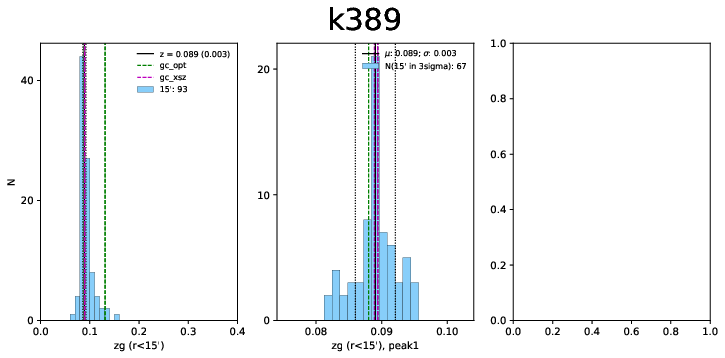 k389
z = 0.089 (0.003)
gc_opt
gc_xsz
15': 93
N
0
20
40
0.0 0.1 0.2 0.3 0.4
zg (r<15')
μ: 0.089; σ: 0.003
N(15' in 3sigma): 67
0
10
20
0.08 0.09 0.10
zg (r<15'), peak1
1.0
0.8
0.6
0.4
0.2
0.0
0.0 0.2 0.4 0.6 0.8 1.0